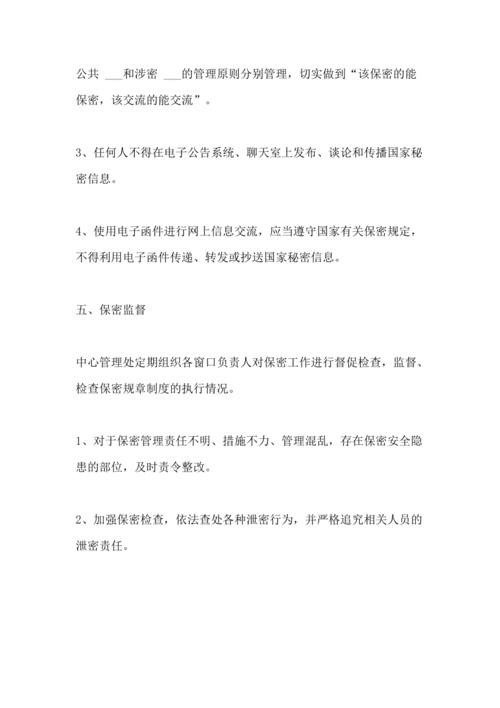 公共 ___和涉密 ___的管理原则分别管理，切实做到“该保密的能
保密，该交流的能交流”。
3、任何人不得在电子公告系统、聊天室上发布、谈论和传播国家秘
密信息。
4、使用电子函件进行网上信息交流，应当遵守国家有关保密规定，
不得利用电子函件传递、转发或抄送国家秘密信息。
五、保密监督
中心管理处定期组织各窗口负责人对保密工作进行督促检查，监督、
检查保密规章制度的执行情况。
1、对于保密管理责任不明、措施不力、管理混乱，存在保密安全隐
患的部位，及时责令整改。
2、加强保密检查，依法查处各种泄密行为，并严格追究相关人员的
泄密责任。